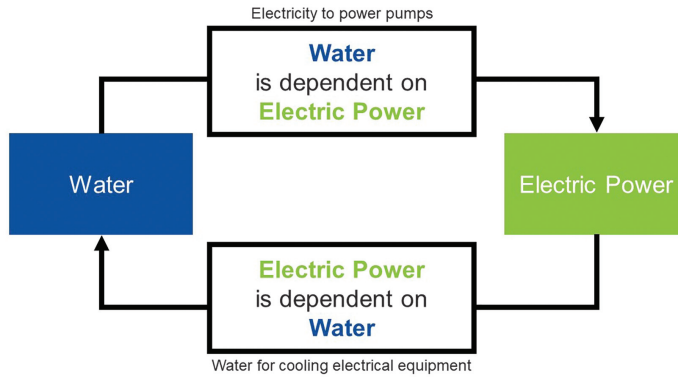 Electricity to power pumps
Water
is dependent on
Electric Power
Water
Electric Power
Electric Power
is dependent on
Water
Water for cooling electrical equipment